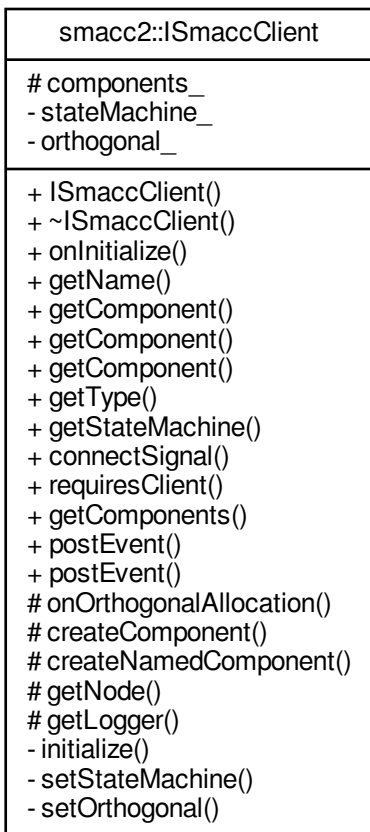 smacc2::ISmaccClient
# components_
- stateMachine_
- orthogonal_
+ ISmaccClient()
+ ~ISmaccClient()
+ onInitialize()
+ getName()
+ getComponent()
+ getComponent()
+ getComponent()
+ getType()
+ getStateMachine()
+ connectSignal()
+ requiresClient()
+ getComponents()
+ postEvent()
+ postEvent()
# onOrthogonalAllocation()
# createComponent()
# createNamedComponent()
# getNode()
# getLogger()
- initialize()
- setStateMachine()
- setOrthogonal()